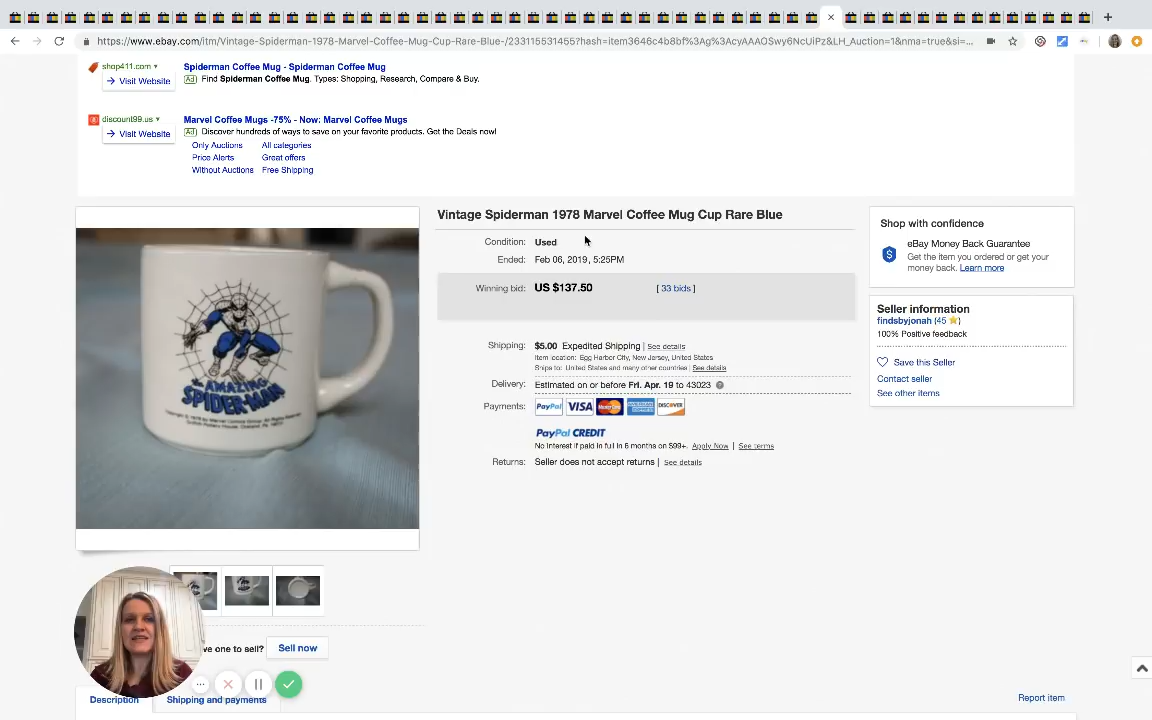 https://www.ebay.com/itm/Vintage-Spiderman-1978-Marvel-Coffee-Mug-Cup-Rare-Blue-/233115531455?hash=item3646c4b8bf%3Ag%3AcyAAAOSwy6NcUiPz&LH_Auction=1&nma=true&si=...
shop411.com
Spiderman Coffee Mug - Spiderman Coffee Mug
Visit Website
Ad Find Spiderman Coffee Mug. Types: Shopping, Research, Compare & Buy.
discount99.us
Marvel Coffee Mugs -75% - Now: Marvel Coffee Mugs
Visit Website
Ad Discover hundreds of ways to save on your favorite products. Get the Deals now!
Only Auctions All categories
Price Alerts Great offers
Without Auctions Free Shipping
Vintage Spiderman 1978 Marvel Coffee Mug Cup Rare Blue
Condition: Used
Ended: Feb 06, 2019 , 5:25PM
Winning bid: US $137.50 [ 33 bids ]
Shipping: $5.00 Expedited Shipping | See details
Item location: Egg Harbor City, New Jersey, United States
Ships to: United States and many other countries | See details
Delivery: Estimated on or before Fri. Apr. 19 to 43023
Payments: PayPal VISA MasterCard DISCOVER
PayPal CREDIT
No Interest if paid in full in 6 months on $99+. Apply Now | See terms
Returns: Seller does not accept returns | See details
Shop with confidence
eBay Money Back Guarantee
Get the item you ordered or get your
money back. Learn more
Seller information
findsbyjonah (45)
100% Positive feedback
Save this Seller
Contact seller
See other items
THE AMAZING
SPIDERMAN
ve one to sell? Sell now
Description Shipping and payments
Report item